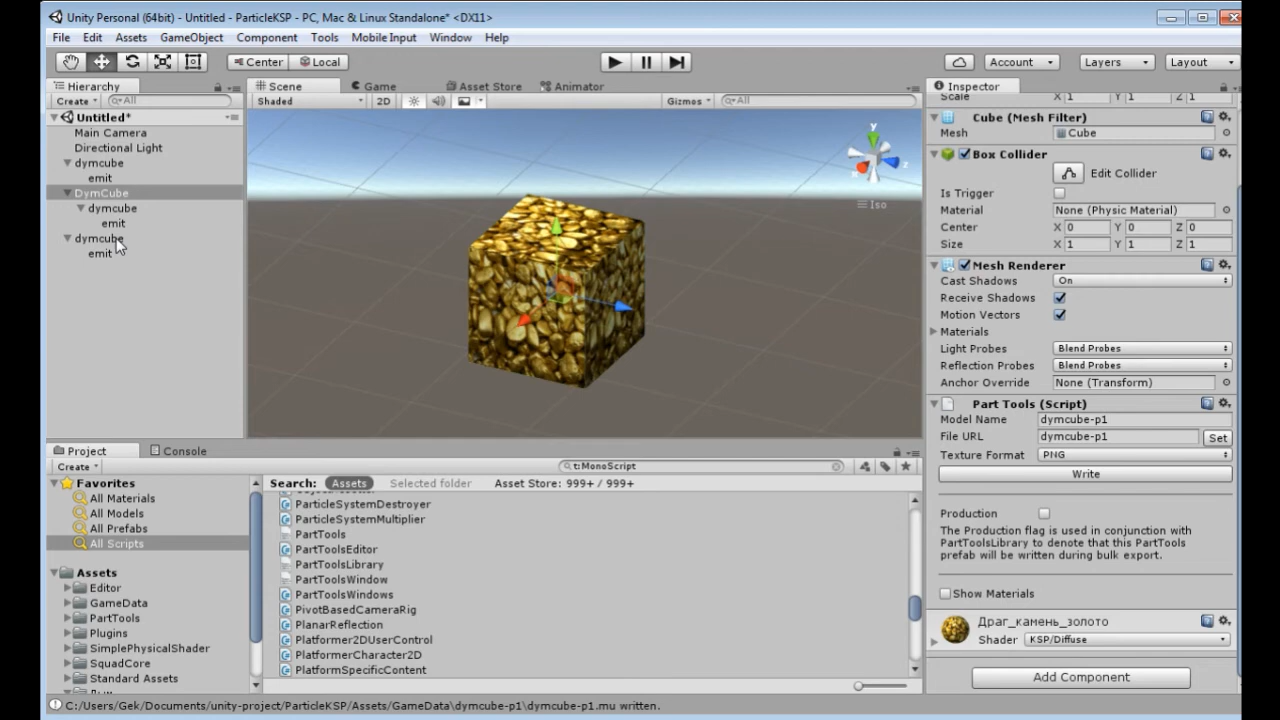 Unity Personal (64bit) - Untitled - ParticleKSP - PC, Mac & Linux Standalone* <DX11>
File Edit Assets GameObject Component Tools Mobile Input Window Help
Center Local Account Layers Layout
Hierarchy
Create All
Untitled*
Main Camera
Directional Light
dymcube
emit
DymCube
dymcube
emit
dymcube
emit
Scene Game Asset Store Animator
Shaded 2D Gizmos All
y
Iso
Inspector
Scale X 1 Y 1 Z 1
Cube (Mesh Filter)
Mesh Cube
Box Collider
Edit Collider
Is Trigger
Material None (Physic Material)
Center X 0 Y 0 Z 0
Size X 1 Y 1 Z 1
Mesh Renderer
Cast Shadows On
Receive Shadows
Motion Vectors
Materials
Light Probes Blend Probes
Reflection Probes Blend Probes
Anchor Override None (Transform)
Part Tools (Script)
Model Name dymcube-p1
File URL dymcube-p1 Set
Texture Format PNG
Write
Production
The Production flag is used in conjunction with
PartToolsLibrary to denote that this PartTools
prefab will be written during bulk export.
Show Materials
Драг_камень_золото
Shader KSP/Diffuse
Add Component
Project Console
Create t:MonoScript
Favorites
All Materials
All Models
All Prefabs
All Scripts
Assets
Editor
GameData
PartTools
Plugins
SimplePhysicalShader
SquadCore
Standard Assets
Search: Assets Selected folder Asset Store: 999+ / 999+
ParticleSystemDestroyer
ParticleSystemMultiplier
PartTools
PartToolsEditor
PartToolsLibrary
PartToolsWindow
PartToolsWindows
PivotBasedCameraRig
PlanarReflection
Platformer2DUserControl
PlatformerCharacter2D
PlatformSpecificContent
C:/Users/Gek/Documents/unity-project/ParticleKSP/Assets/GameData\dymcube-p1\dymcube-p1.mu written.